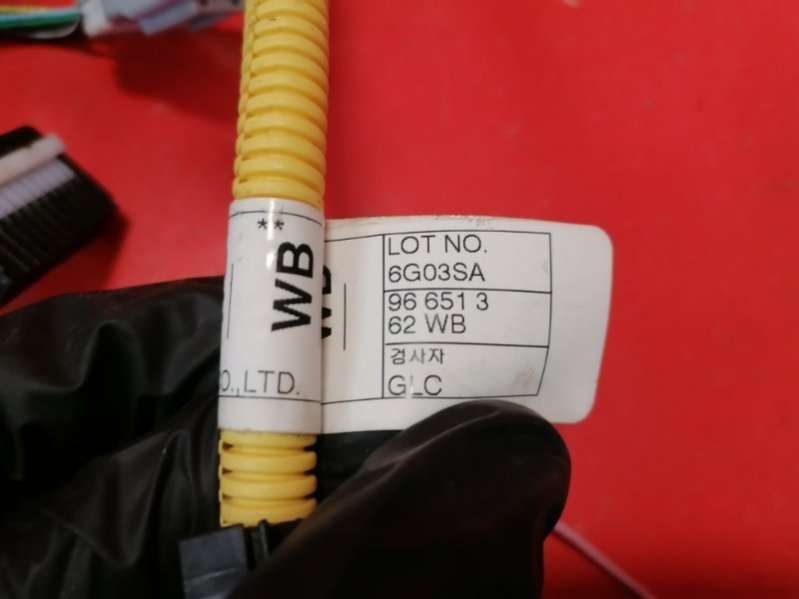 **
WB
O.,LTD.
LOT NO.
6G03SA
96 651 3
62 WB
검사자
GLC